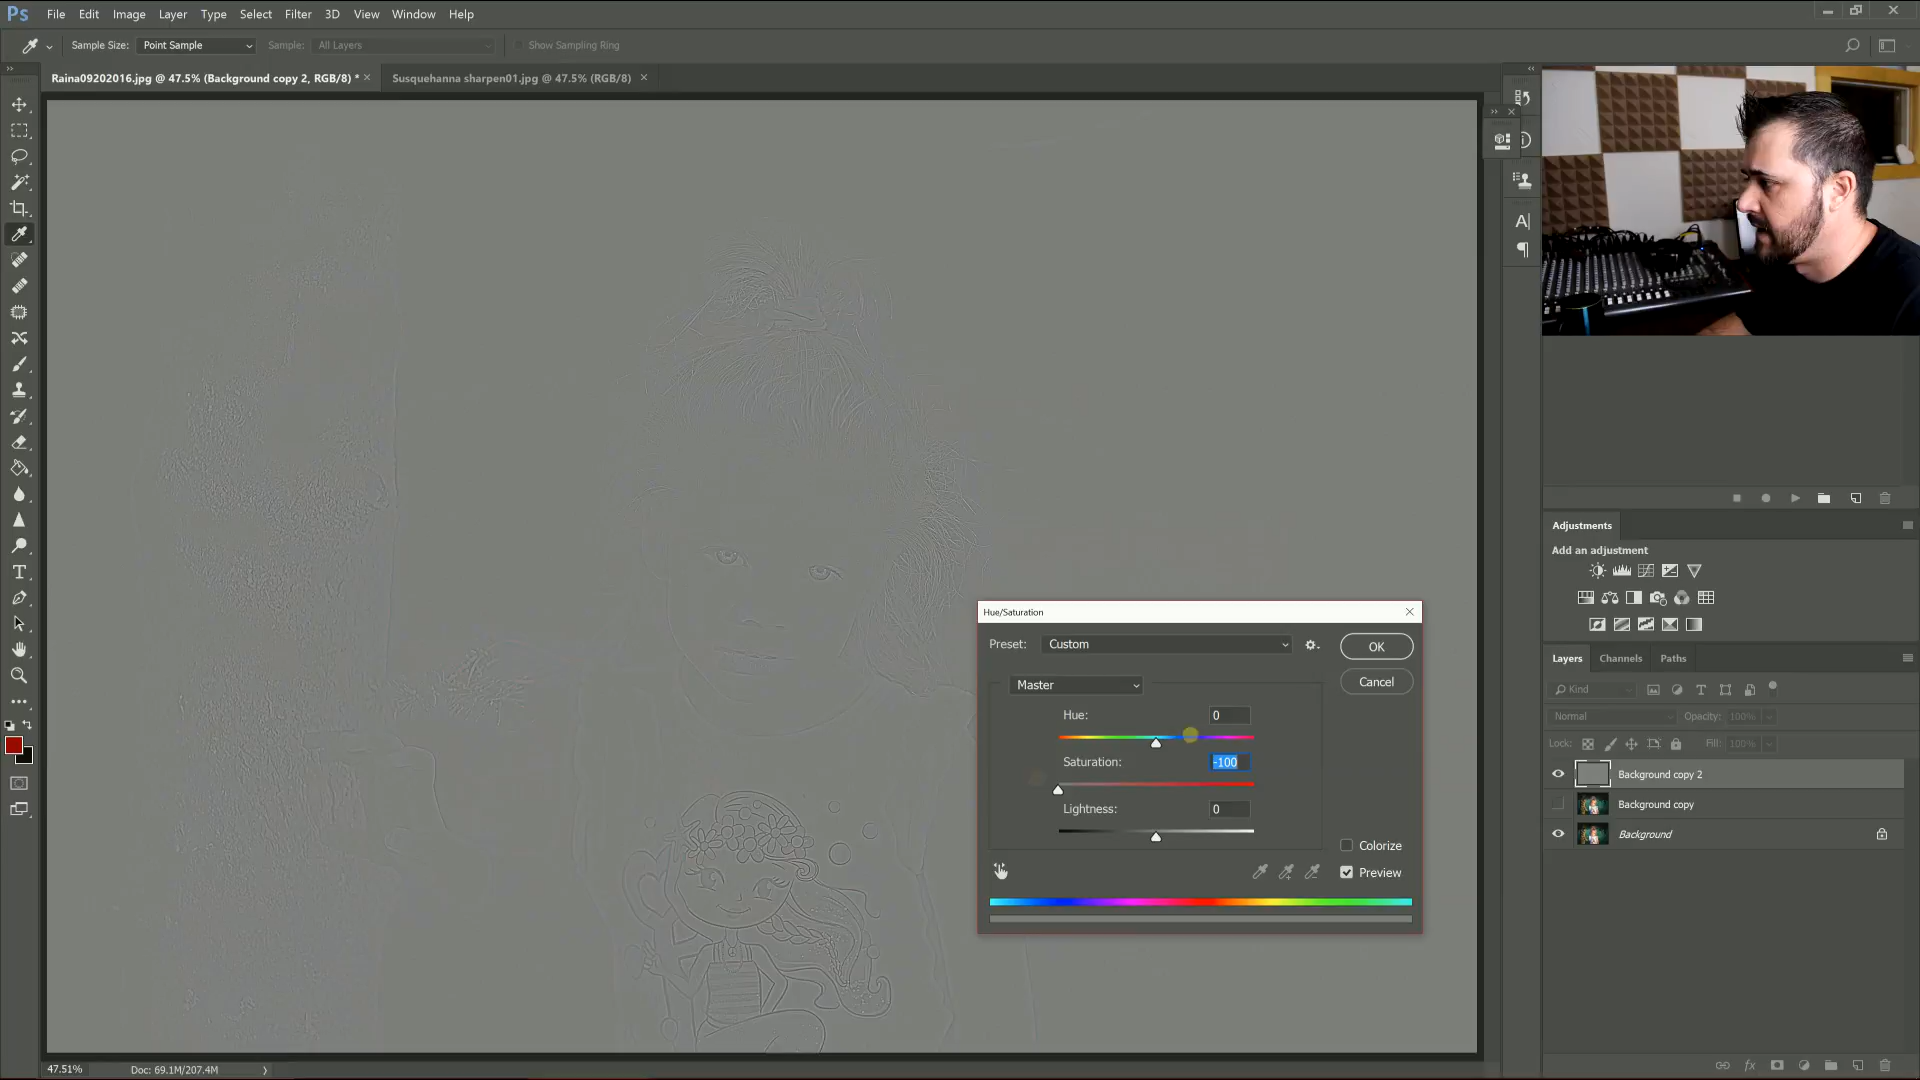 Ps File Edit Image Layer Type Select Filter 3D View Window Help
Sample Size: Point Sample Sample: All Layers Show Sampling Ring
Raina09202016.jpg @ 47.5% (Background copy 2, RGB/8) * × Susquehanna sharpen01.jpg @ 47.5% (RGB/8) ×
Hue/Saturation
Preset: Custom
OK
Master
Cancel
Hue: 0
Saturation: -100
Lightness: 0
Colorize
Preview
Adjustments
Add an adjustment
Layers Channels Paths
Kind
Normal Opacity: 100%
Lock: Fill: 100%
Background copy 2
Background copy
Background
fx
47.51% Doc: 69.1M/207.4M